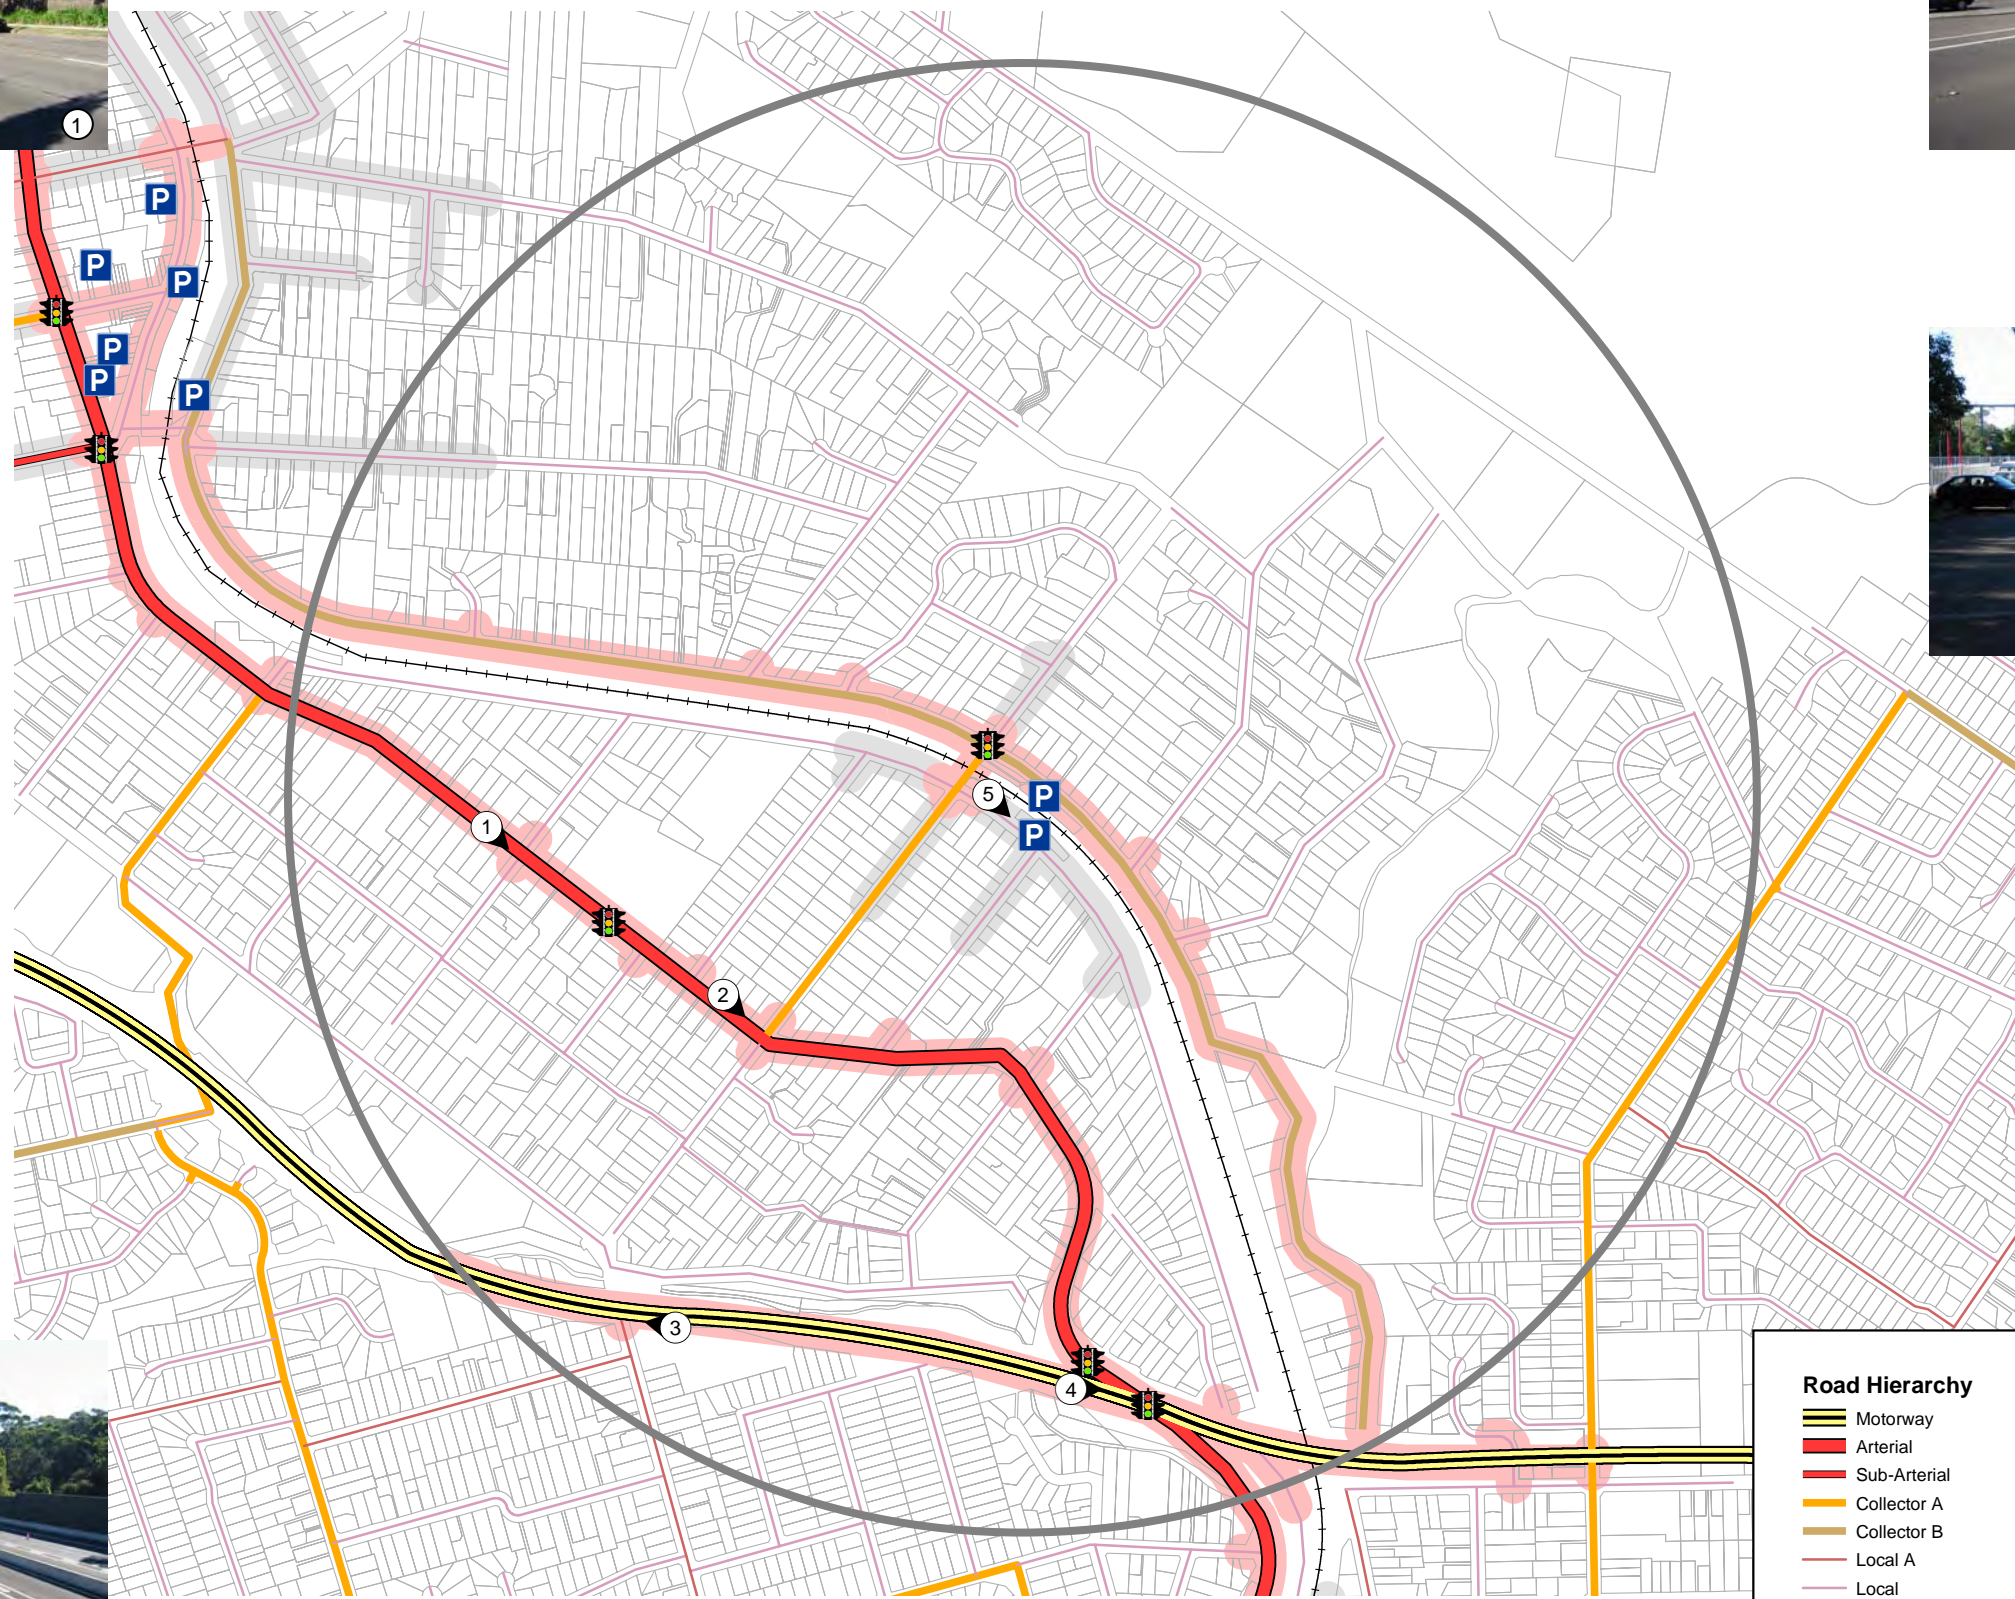 1
P
P
P
P
P
P
P
5
P
1
2
3
4
Road Hierarchy
Motorway
Arterial
Sub-Arterial
Collector A
Collector B
Local A
Local